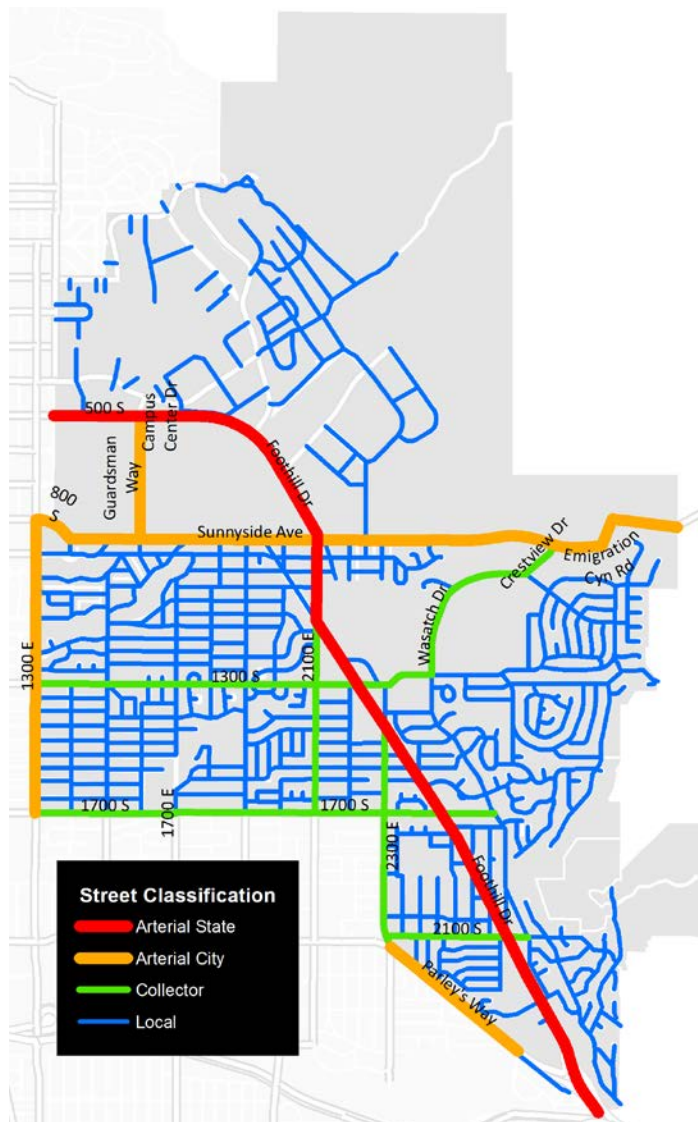 500 S
Campus
Center Dr
Guardsman
Way
Foothill Dr
800
S
Sunnyside Ave
Crestview Dr
Emigration
Cyn Rd
Wasatch Dr
1300 E
2100 E
1300 S
1700 S
1700 E
1700 S
2300 E
Foothill Dr
2100 S
Parley's Way
Street Classification
Arterial State
Arterial City
Collector
Local